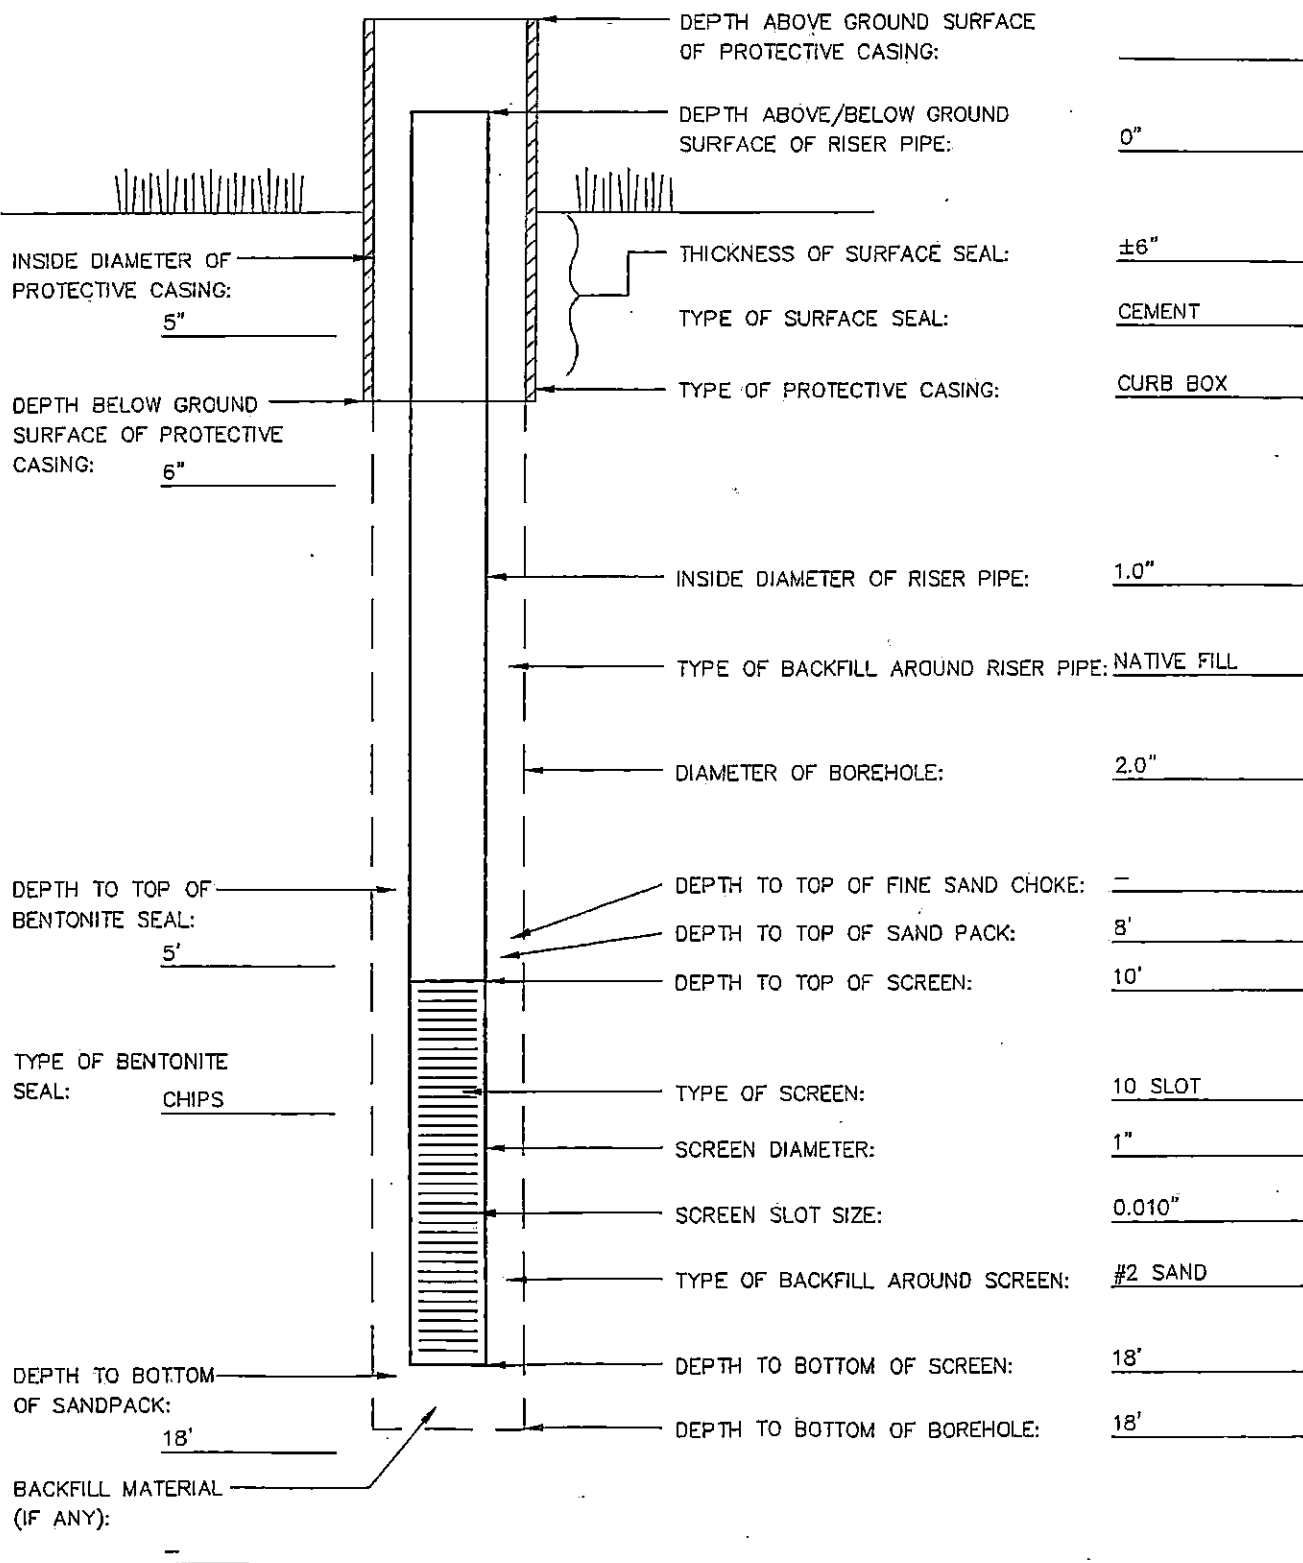 DEPTH ABOVE GROUND SURFACE
OF PROTECTIVE CASING:
DEPTH ABOVE/BELOW GROUND
SURFACE OF RISER PIPE: 0"
INSIDE DIAMETER OF
PROTECTIVE CASING:
5"
THICKNESS OF SURFACE SEAL: ±6"
TYPE OF SURFACE SEAL: CEMENT
TYPE OF PROTECTIVE CASING: CURB BOX
DEPTH BELOW GROUND
SURFACE OF PROTECTIVE
CASING: 6"
INSIDE DIAMETER OF RISER PIPE: 1.0"
TYPE OF BACKFILL AROUND RISER PIPE: NATIVE FILL
DIAMETER OF BOREHOLE: 2.0"
DEPTH TO TOP OF
BENTONITE SEAL:
5'
DEPTH TO TOP OF FINE SAND CHOKE: –
DEPTH TO TOP OF SAND PACK: 8'
DEPTH TO TOP OF SCREEN: 10'
TYPE OF BENTONITE
SEAL: CHIPS
TYPE OF SCREEN: 10 SLOT
SCREEN DIAMETER: 1"
SCREEN SLOT SIZE: 0.010"
TYPE OF BACKFILL AROUND SCREEN: #2 SAND
DEPTH TO BOTTOM OF SCREEN: 18'
DEPTH TO BOTTOM
OF SANDPACK:
18'
DEPTH TO BOTTOM OF BOREHOLE: 18'
BACKFILL MATERIAL
(IF ANY):
–